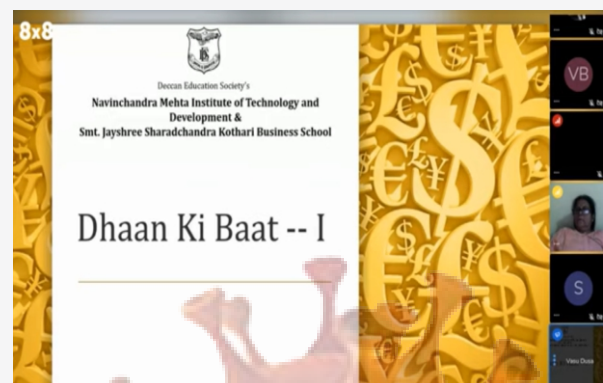 8x8
Deccan Education Society's
Navinchandra Mehta Institute of Technology and
Development &
Smt. Jayshree Sharadchandra Kothari Business School
Dhaan Ki Baat -- I
VB
S